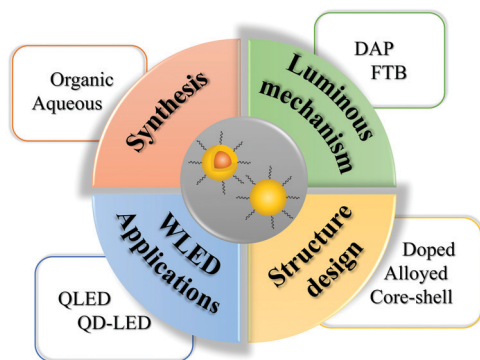 Organic
Aqueous
Synthesis
DAP
FTB
Luminous
mechanism
QLED
QD-LED
WLED
Applications
Doped
Alloyed
Core-shell
Structure
design